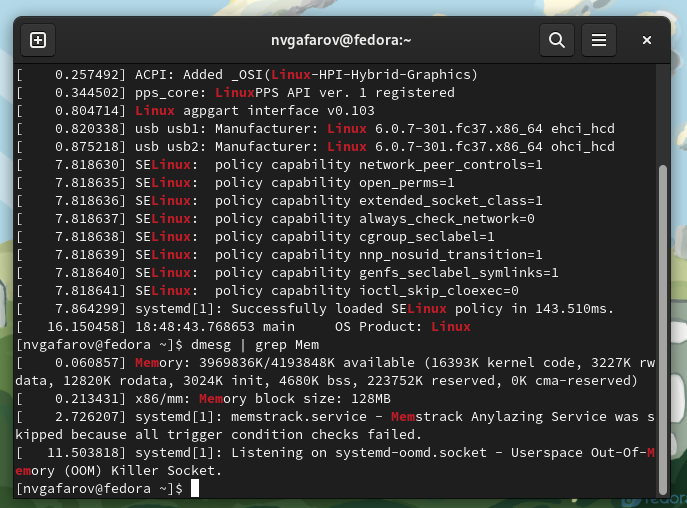 nvgafarov@fedora:~
[    0.257492] ACPI: Added _OSI(Linux-HPI-Hybrid-Graphics)
[    0.344502] pps_core: LinuxPPS API ver. 1 registered
[    0.804714] Linux agpgart interface v0.103
[    0.820338] usb usb1: Manufacturer: Linux 6.0.7-301.fc37.x86_64 ehci_hcd
[    0.875218] usb usb2: Manufacturer: Linux 6.0.7-301.fc37.x86_64 ohci_hcd
[    7.818630] SELinux:  policy capability network_peer_controls=1
[    7.818635] SELinux:  policy capability open_perms=1
[    7.818636] SELinux:  policy capability extended_socket_class=1
[    7.818637] SELinux:  policy capability always_check_network=0
[    7.818638] SELinux:  policy capability cgroup_seclabel=1
[    7.818639] SELinux:  policy capability nnp_nosuid_transition=1
[    7.818640] SELinux:  policy capability genfs_seclabel_symlinks=1
[    7.818641] SELinux:  policy capability ioctl_skip_cloexec=0
[    7.864299] systemd[1]: Successfully loaded SELinux policy in 143.510ms.
[   16.150458] 18:48:43.768653 main     OS Product: Linux
[nvgafarov@fedora ~]$ dmesg | grep Mem
[    0.060857] Memory: 3969836K/4193848K available (16393K kernel code, 3227K rw
data, 12820K rodata, 3024K init, 4680K bss, 223752K reserved, 0K cma-reserved)
[    0.213431] x86/mm: Memory block size: 128MB
[    2.726207] systemd[1]: memstrack.service - Memstrack Anylazing Service was s
kipped because all trigger condition checks failed.
[   11.503818] systemd[1]: Listening on systemd-oomd.socket - Userspace Out-Of-M
emory (OOM) Killer Socket.
[nvgafarov@fedora ~]$
fedora